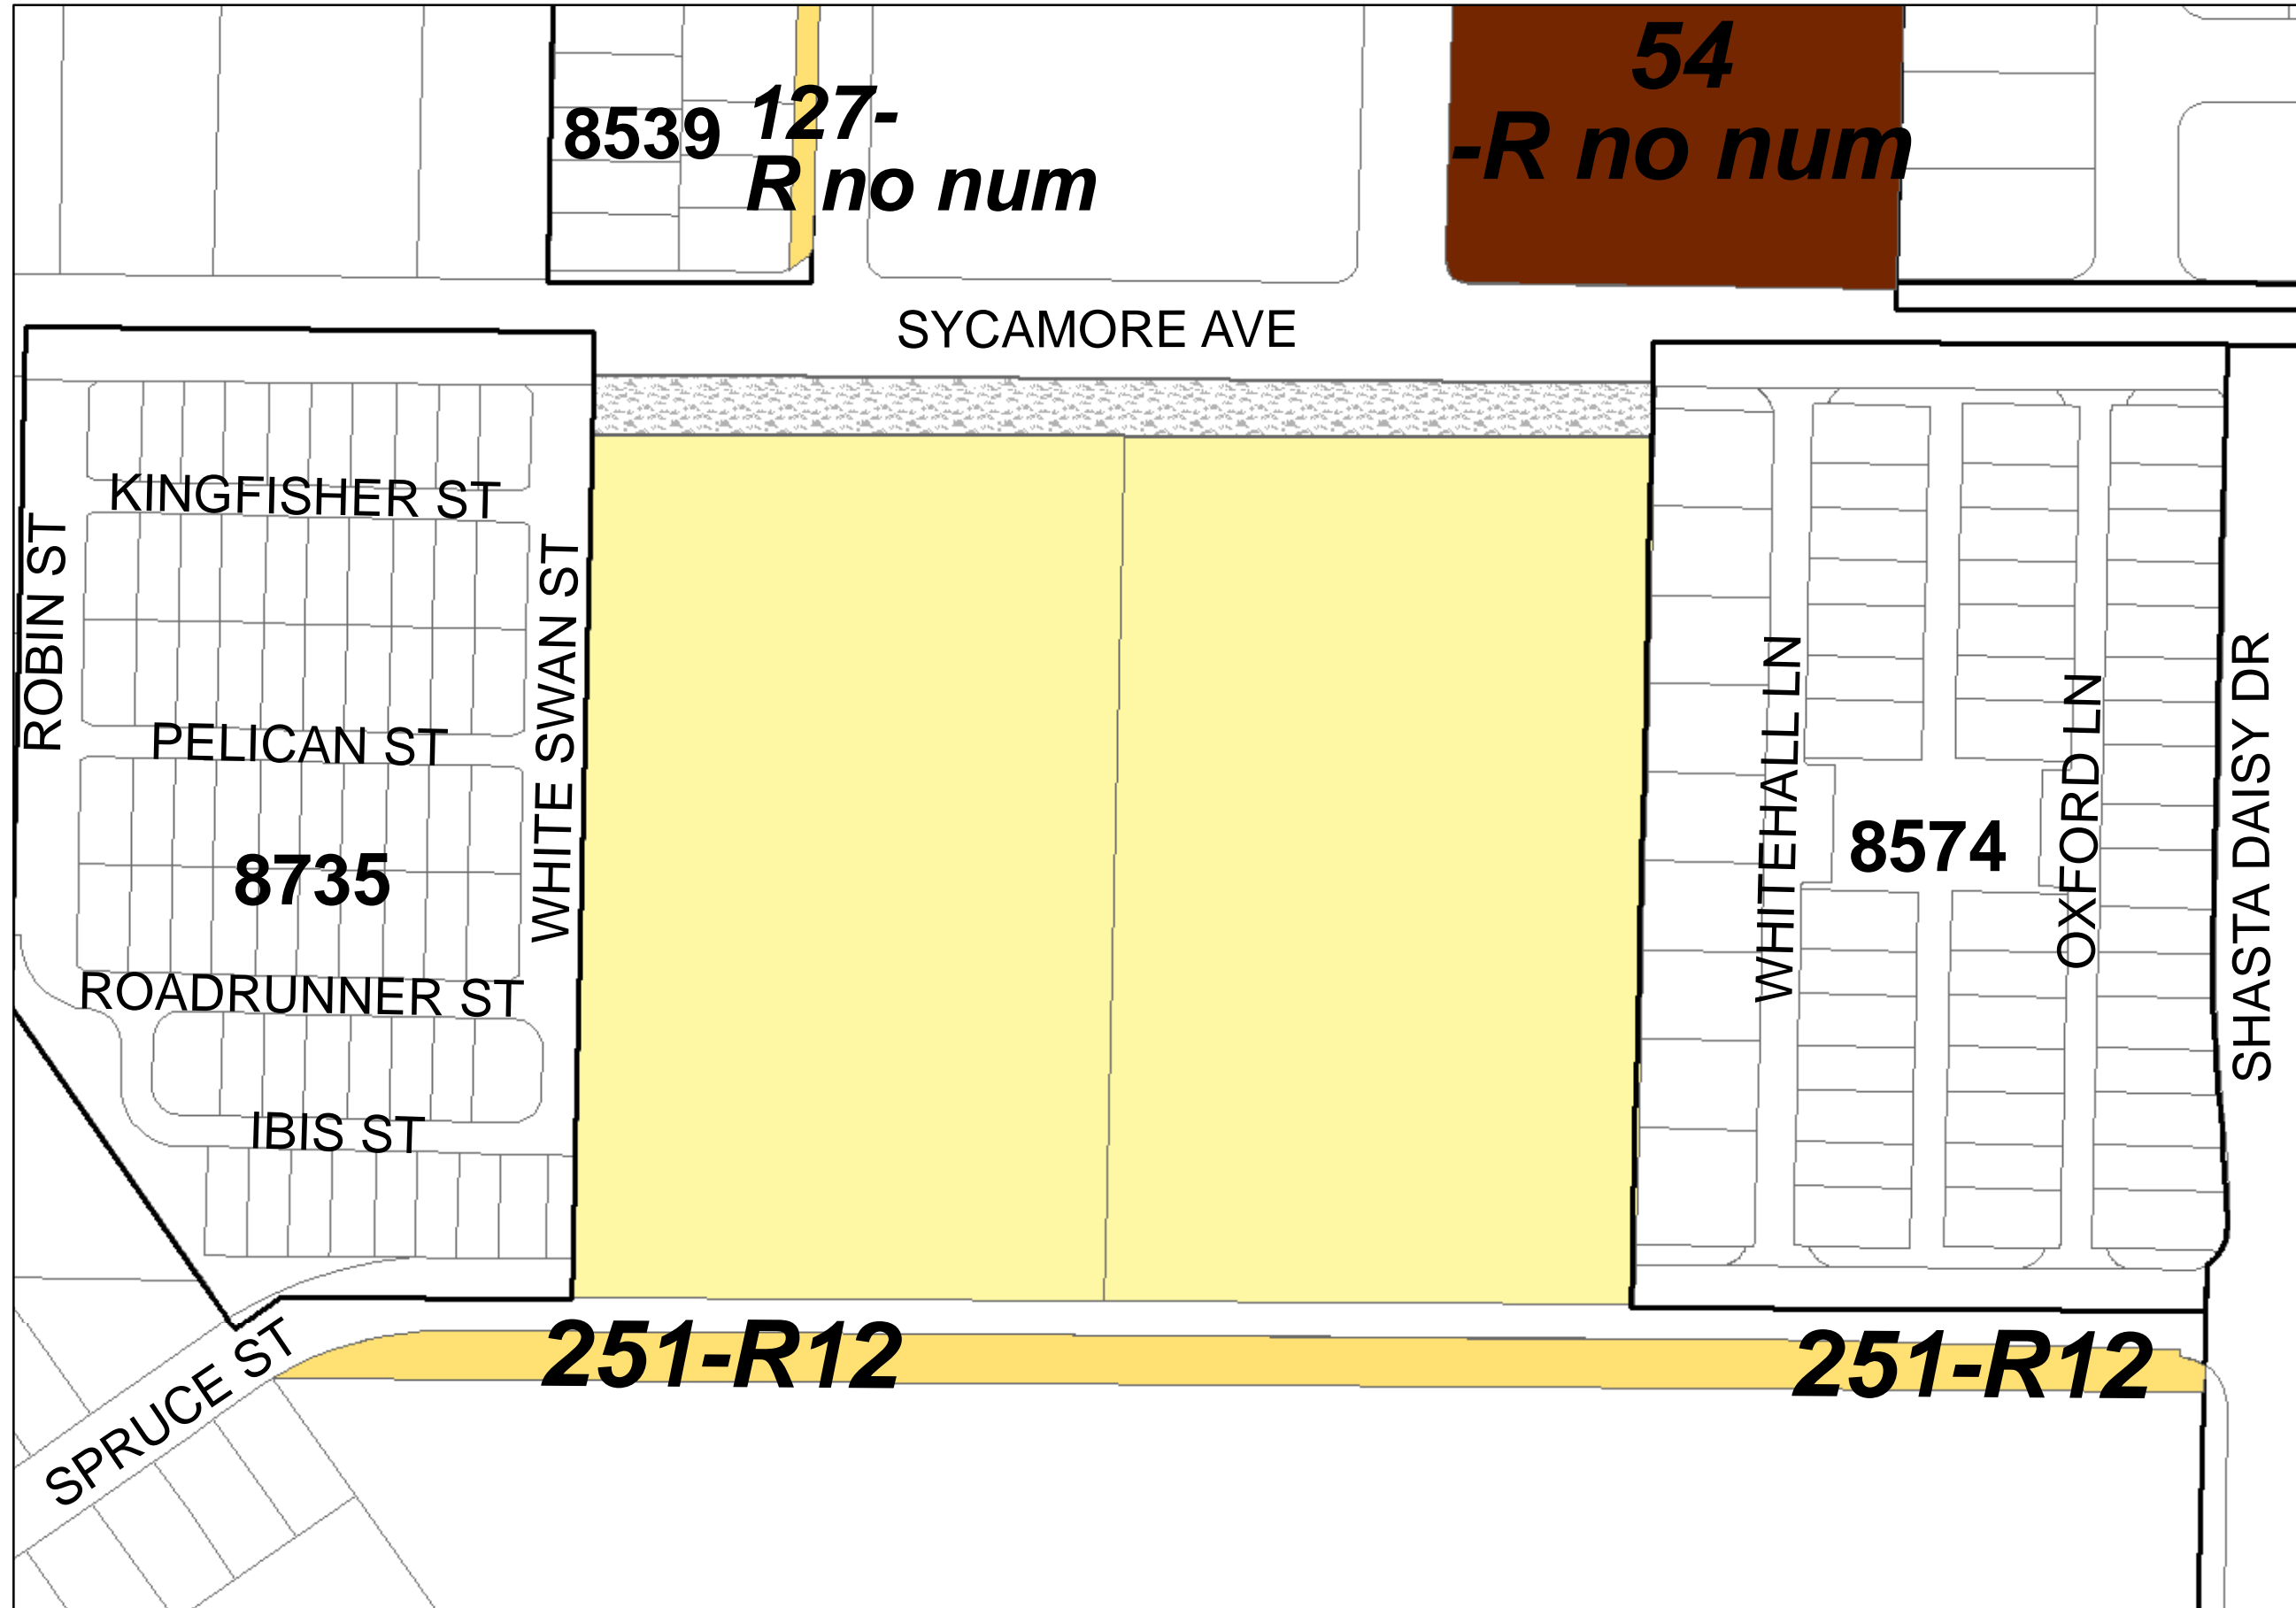 54
-R no num
8539
127-
R no num
SYCAMORE AVE
KINGFISHER ST
ROBIN ST
WHITE SWAN ST
PELICAN ST
8735
ROADRUNNER ST
IBIS ST
WHITEHALL LN
8574
OXFORD LN
SHASTA DAISY DR
251-R12
251-R12
SPRUCE ST